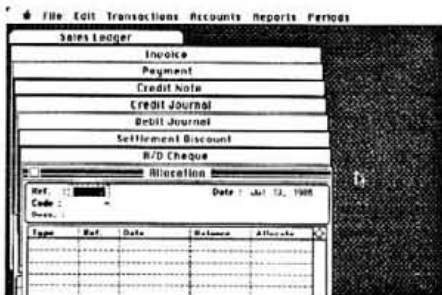 File Edit Transactions Accounts Reports Periods
Sales Ledger
Invoice
Payment
Credit Note
Credit Journal
Debit Journal
Settlement Discount
R/D Cheque
Allocation
Ref. : Date : Jul 13, 1986
Code :
Type Ref. Date Balance Allocate